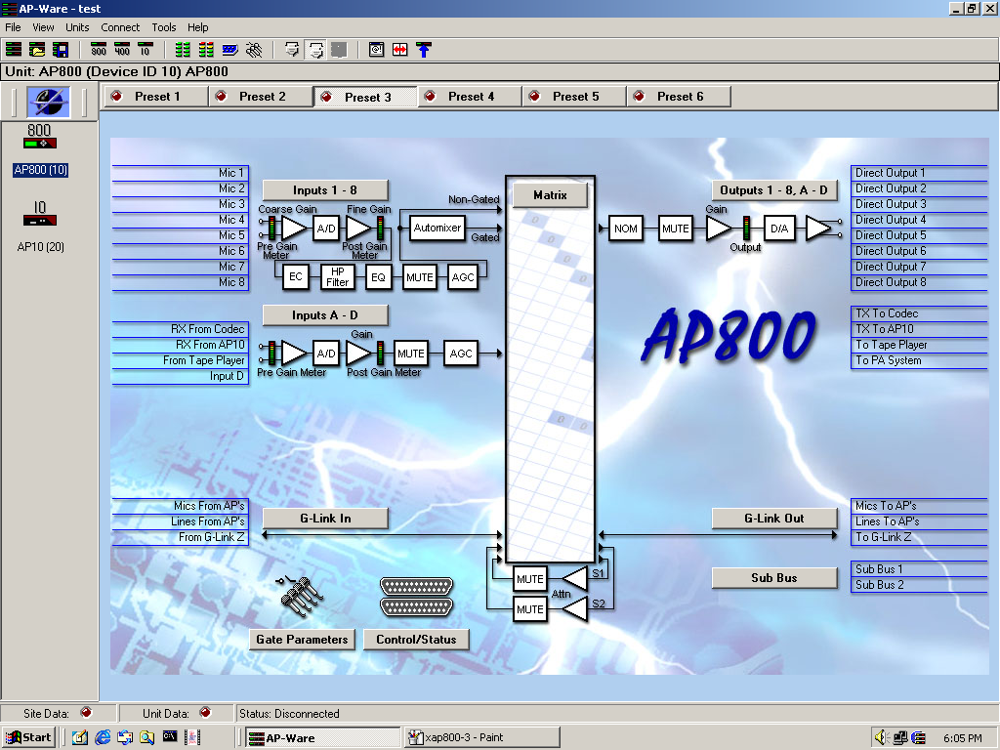 AP-Ware - test
File View Units Connect Tools Help
800 400 10
Unit: AP800 (Device ID 10) AP800
Preset 1 Preset 2 Preset 3 Preset 4 Preset 5 Preset 6
800
AP800 (10)
10
AP10 (20)
Mic 1
Mic 2
Mic 3
Mic 4
Mic 5
Mic 6
Mic 7
Mic 8
Inputs 1 - 8
Coarse Gain
Fine Gain
A/D
Pre Gain
Meter
Post Gain
Meter
Non-Gated
Automixer
Gated
EC
HP
Filter
EQ
MUTE
AGC
RX From Codec
RX From AP10
From Tape Player
Input D
Inputs A - D
Gain
A/D
MUTE
AGC
Pre Gain Meter
Post Gain Meter
Matrix
0
0
0
0
0
0
Outputs 1 - 8, A - D
NOM
MUTE
Gain
Output
D/A
Direct Output 1
Direct Output 2
Direct Output 3
Direct Output 4
Direct Output 5
Direct Output 6
Direct Output 7
Direct Output 8
AP800
TX To Codec
TX To AP10
To Tape Player
To PA System
Mics From AP's
Lines From AP's
From G-Link Z
G-Link In
G-Link Out
Mics To AP's
Lines To AP's
To G-Link Z
MUTE
S1
Attn
MUTE
S2
Sub Bus
Sub Bus 1
Sub Bus 2
Gate Parameters
Control/Status
Site Data:
Unit Data:
Status: Disconnected
Start
AP-Ware
xap800-3 - Paint
6:05 PM